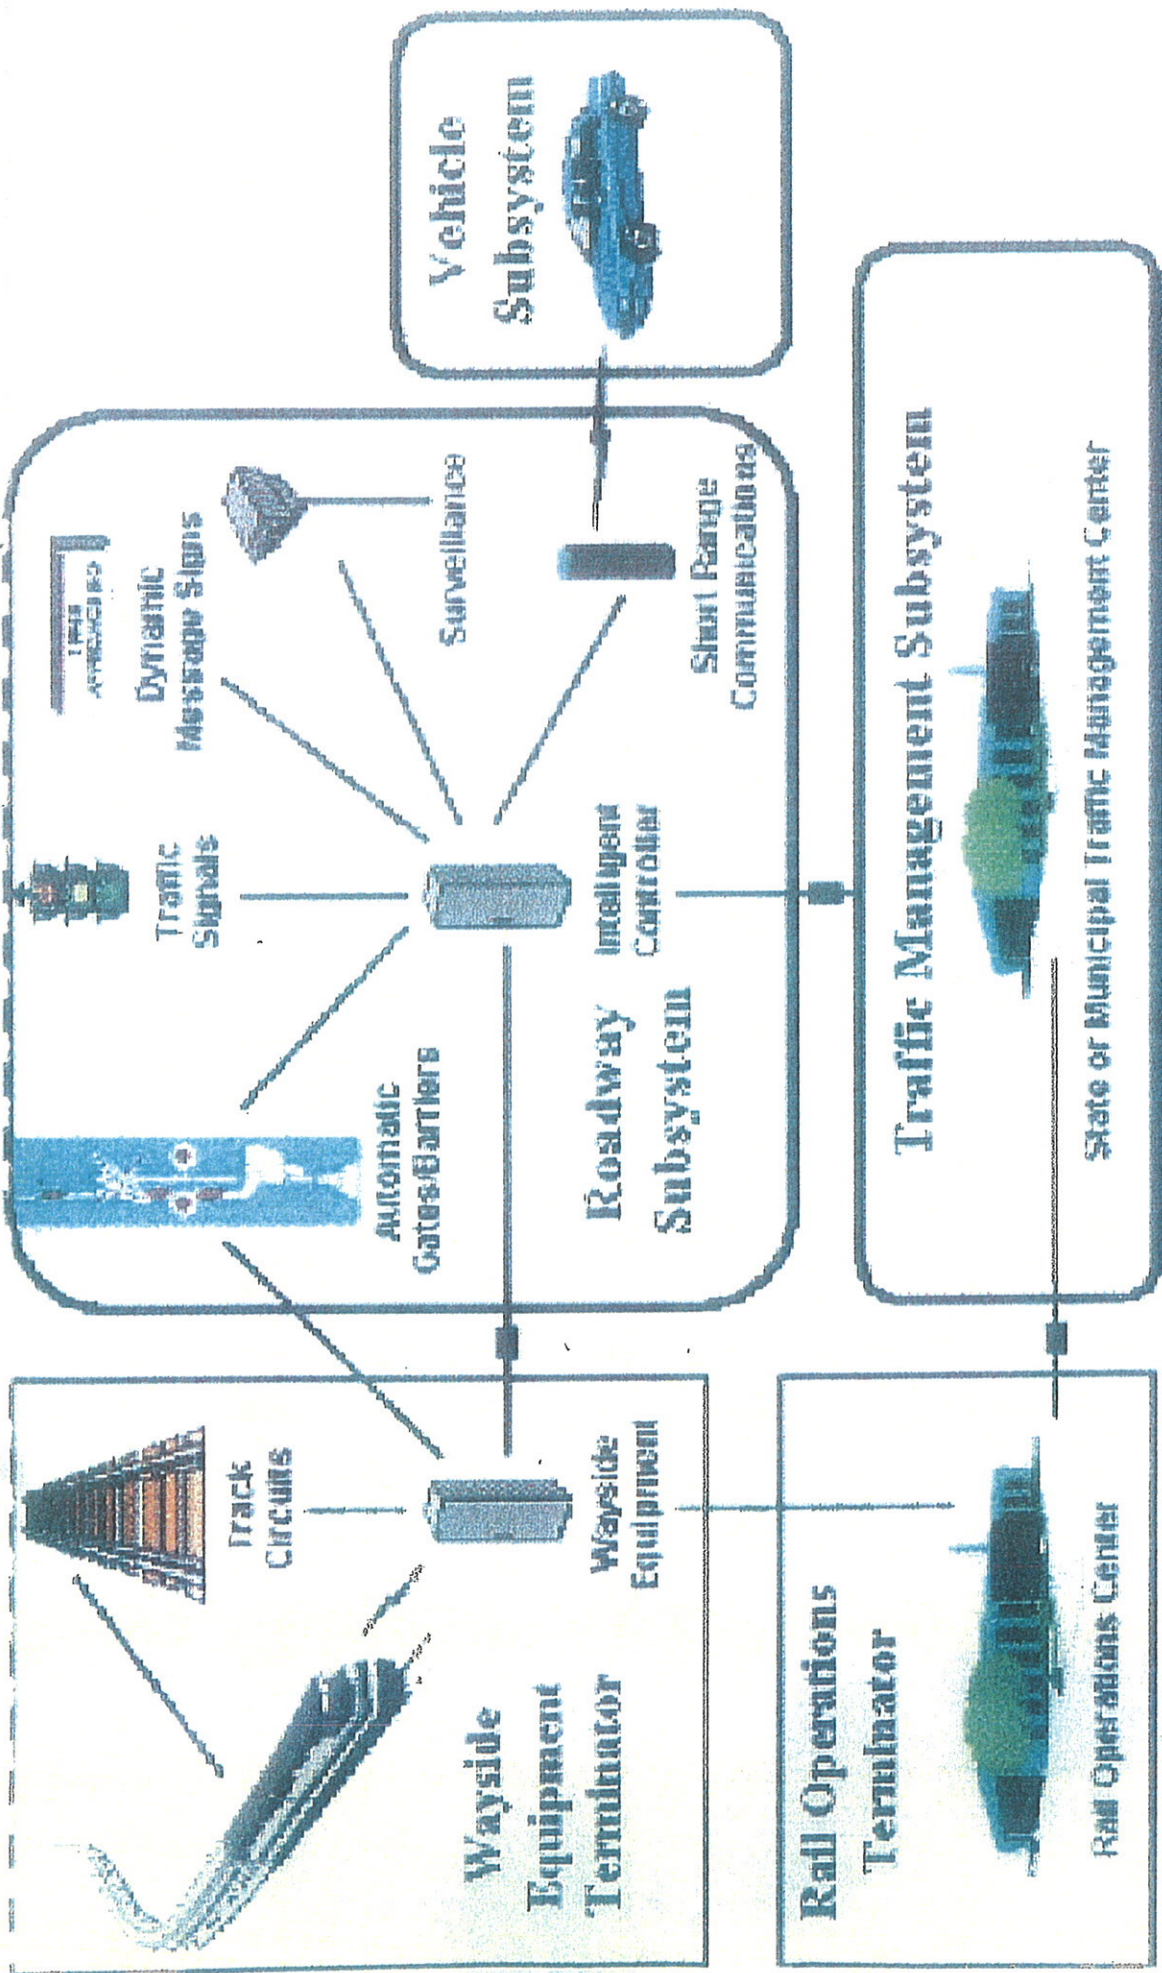 Wayside
Equipment
Terminator
Track
Circuits
Wayside
Equipment
Automatic
Gates/Barriers
Traffic
Signals
Dynamic
Message Signs
Surveillance
Short Range
Communications
Intelligent
Controller
Roadway
Subsystem
Vehicle
Subsystem
Rail Operations
Terminator
Rail Operations Center
Traffic Management Subsystem
State or Municipal Traffic Management Center